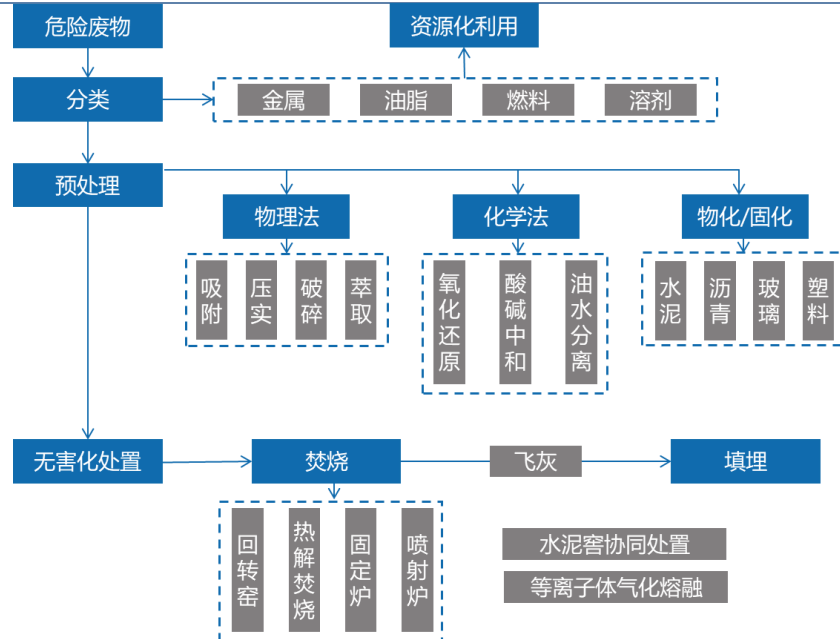 危险废物
资源化利用
分类
金属
油脂
燃料
溶剂
预处理
物理法
化学法
物化/固化
吸附
压实
破碎
萃取
氧化还原
酸碱中和
油水分离
水泥
沥青
玻璃
塑料
无害化处置
焚烧
飞灰
填埋
回转窑
热解焚烧
固定炉
喷射炉
水泥窑协同处置
等离子体气化熔融